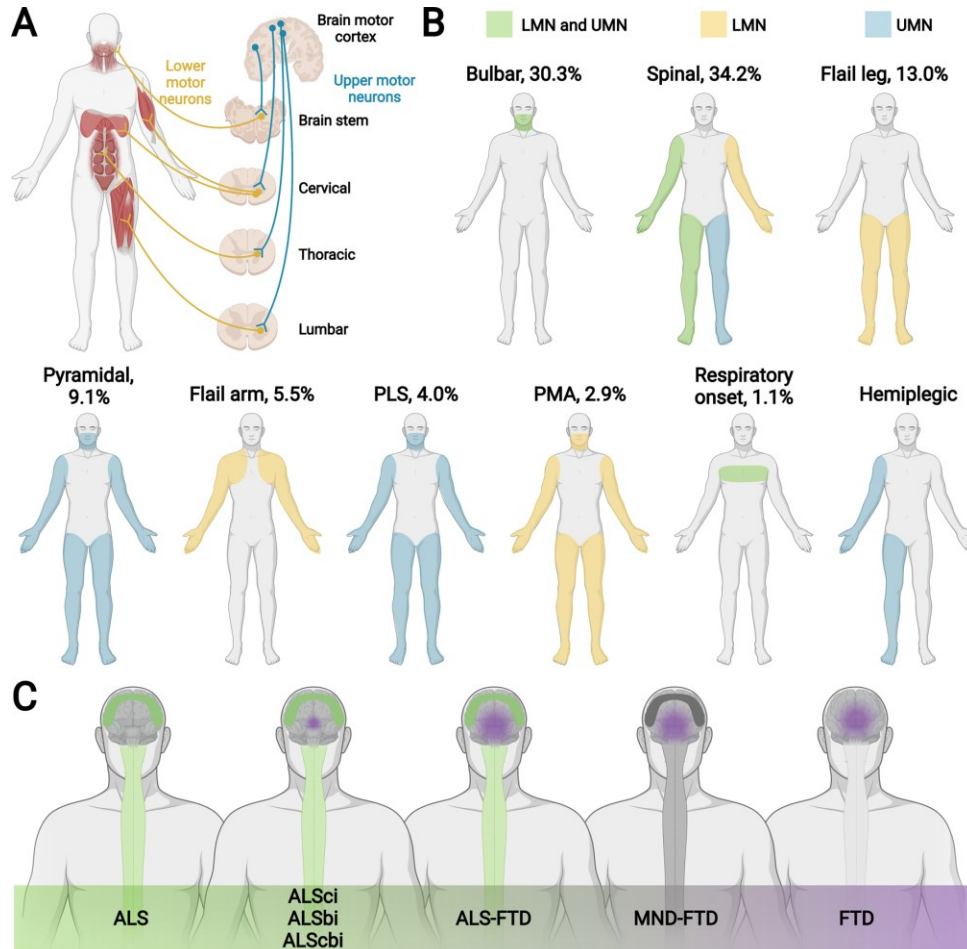 A
Brain motor
cortex
Lower
motor
neurons
Upper motor
neurons
Brain stem
Cervical
Thoracic
Lumbar
B
LMN and UMN
LMN
UMN
Bulbar, 30.3%
Spinal, 34.2%
Flail leg, 13.0%
Pyramidal,
9.1%
Flail arm, 5.5%
PLS, 4.0%
PMA, 2.9%
Respiratory
onset, 1.1%
Hemiplegic
C
ALS
ALSci
ALSbi
ALScbi
ALS-FTD
MND-FTD
FTD